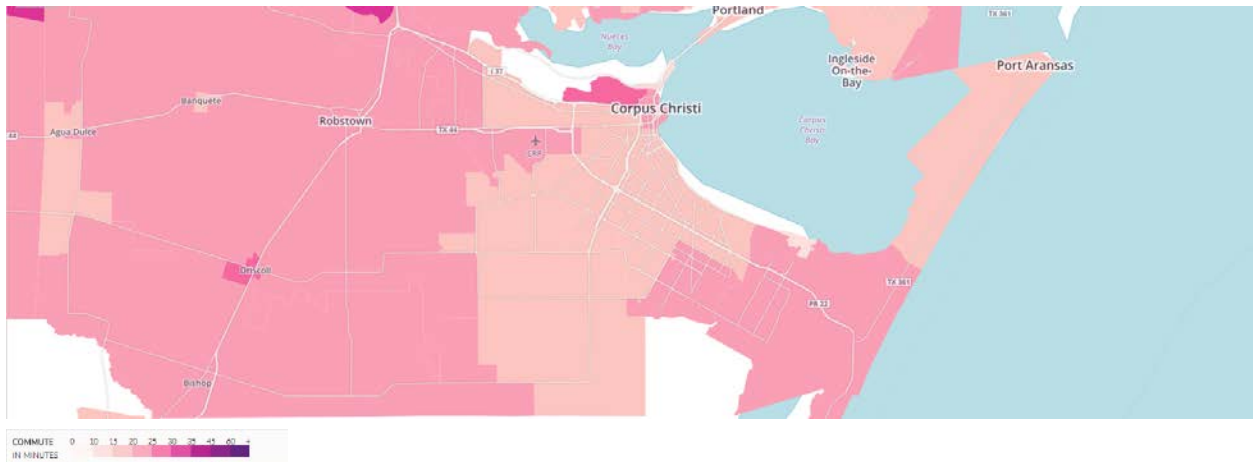 TX 361
Portland
Nueces
Bay
I 37
Ingleside
On-the-
Bay
Port Aransas
Banquete
Corpus Christi
Robstown
Corpus
Christi
Bay
44
Agua Dulce
TX 44
CRP
Driscoll
TX 361
PR 22
Bishop
COMMUTE 0 10 15 20 25 30 35 45 60 +
IN MINUTES